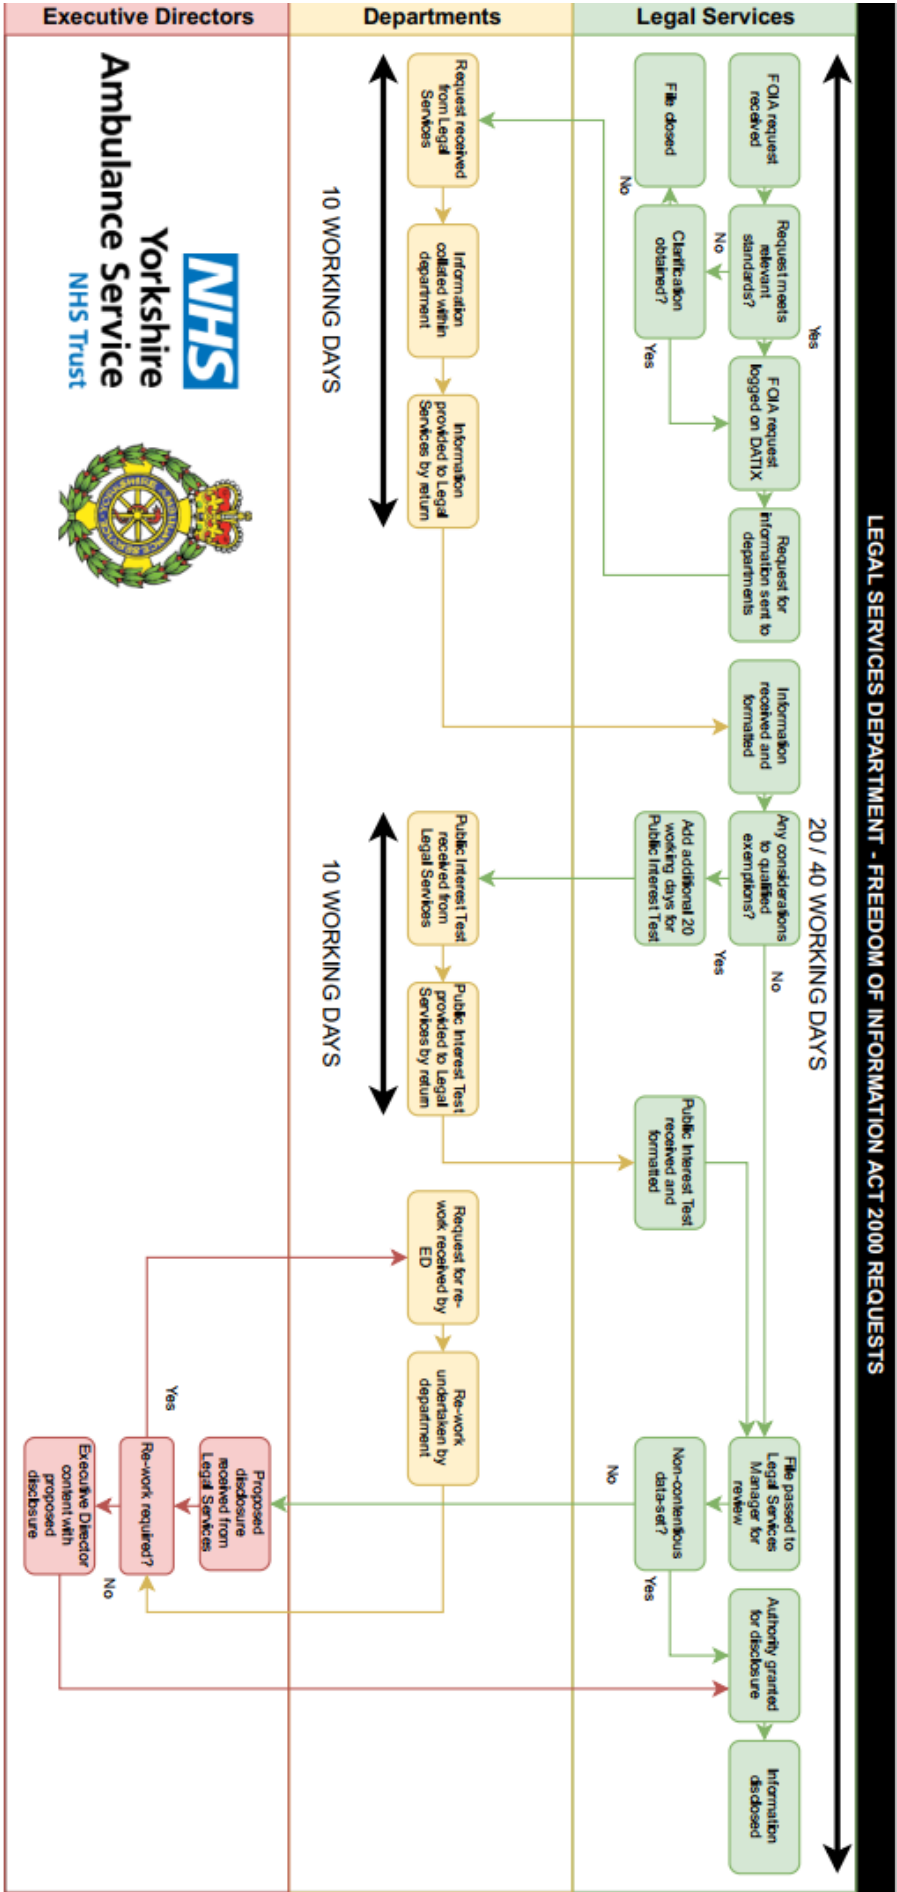 LEGAL SERVICES DEPARTMENT - FREEDOM OF INFORMATION ACT 2000 REQUESTS
Legal Services
20 / 40 WORKING DAYS
FOIA request
received
Request meets
relevant
standards?
Yes
No
FOIA request
logged on DATIX
Request for
information sent to
departments
File closed
No
Clarification
obtained?
Yes
Information
received and
formatted
Any considerations
to qualified
exemptions?
No
Yes
Add additional 20
working days for
Public Interest Test
Public Interest Test
received and
formatted
File passed to
Legal Services
Manager for
review
Non-contentious
data-set?
No
Yes
Authority granted
for disclosure
Information
disclosed
Departments
Request received
from Legal
Services
Information
collated within
department
Information
provided to Legal
Services by return
10 WORKING DAYS
Public Interest Test
received from
Legal Services
Public Interest Test
provided to Legal
Services by return
10 WORKING DAYS
Request for re-
work received by
ED
Re-work
undertaken by
department
Executive Directors
Proposed
disclosure
received from
Legal Services
Re-work required?
Yes
No
Executive Director
content with
proposed
disclosure
NHS
Yorkshire
Ambulance Service
NHS Trust
YORKSHIRE AMBULANCE SERVICE